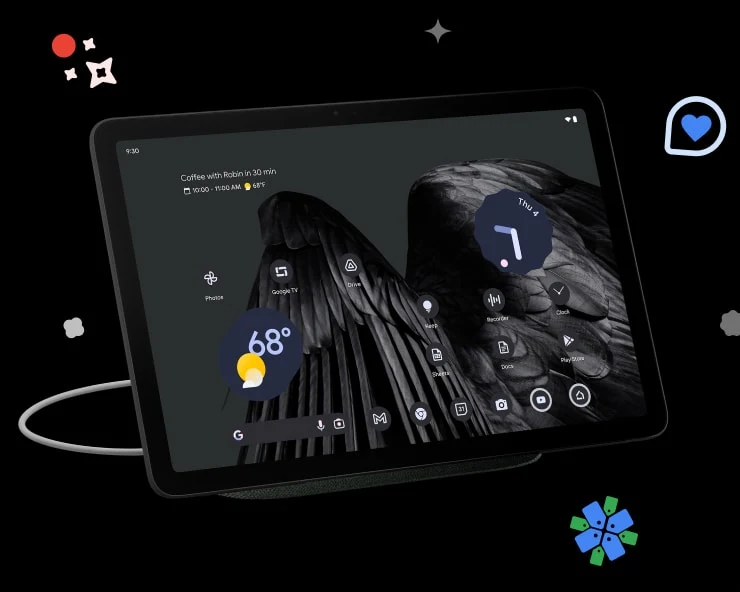 9:30
Coffee with Robin in 30 min
10:00 - 11:00 AM 68°F
Thu 4
Photos
Google TV
Drive
Keep
Recorder
Clock
68°
Sheets
Docs
Play Store
G
31